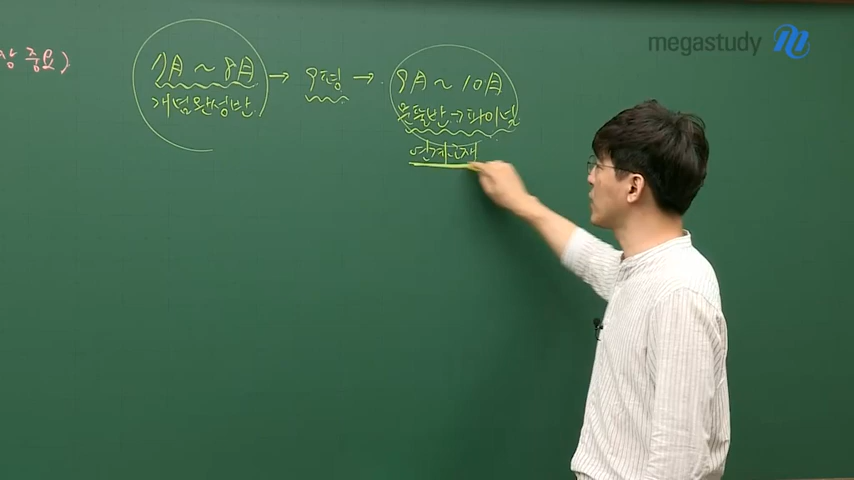 megastudy
상 중요)
7月 ~ 8月 → 9평 → 9月 ~ 10月
개념완성반
문풀반→파이널
연계교재